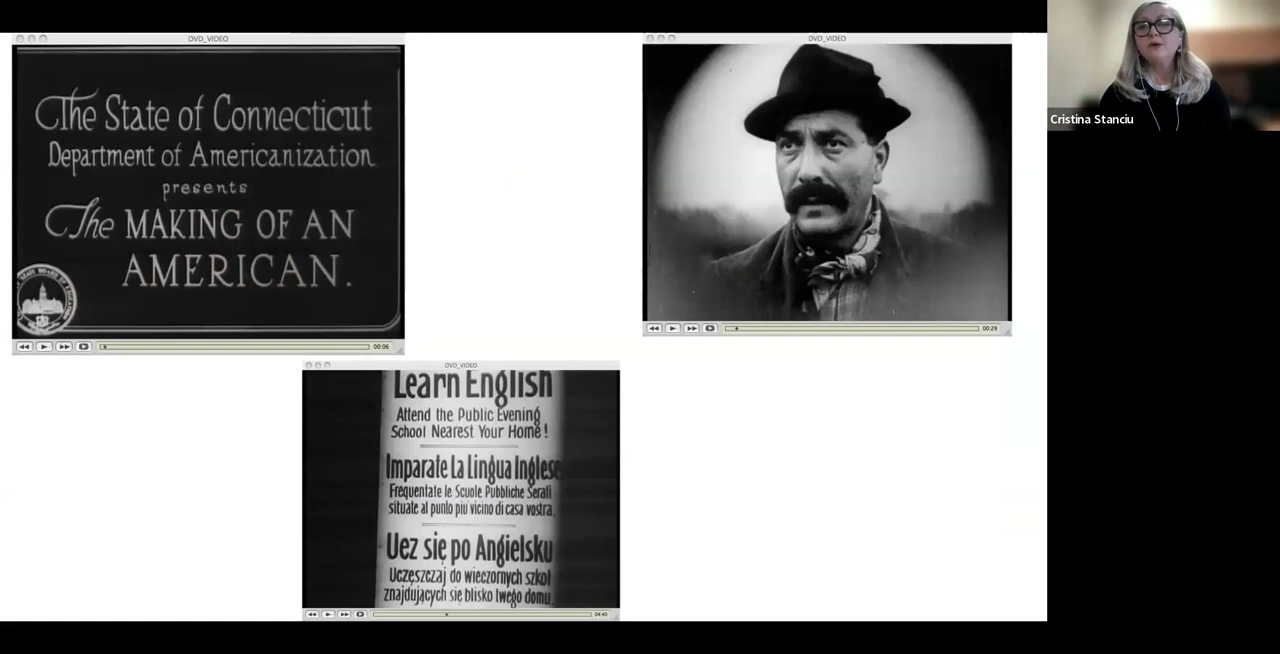 DVD_VIDEO
The State of Connecticut
Department of Americanization
presents
The MAKING OF AN
AMERICAN.
00:06
DVD_VIDEO
00:29
DVD_VIDEO
Learn English
Attend the Public Evening
School Nearest Your Home!
Imparate La Lingua Inglese
Frequentate le Scuole Pubbliche Serali
situate al punto piu vicino di casa vostra.
Ucz się po Angielsku
Uczęszczaj do wieczornych szkol
znajdujących się blisko twego domu
04:40
Cristina Stanciu